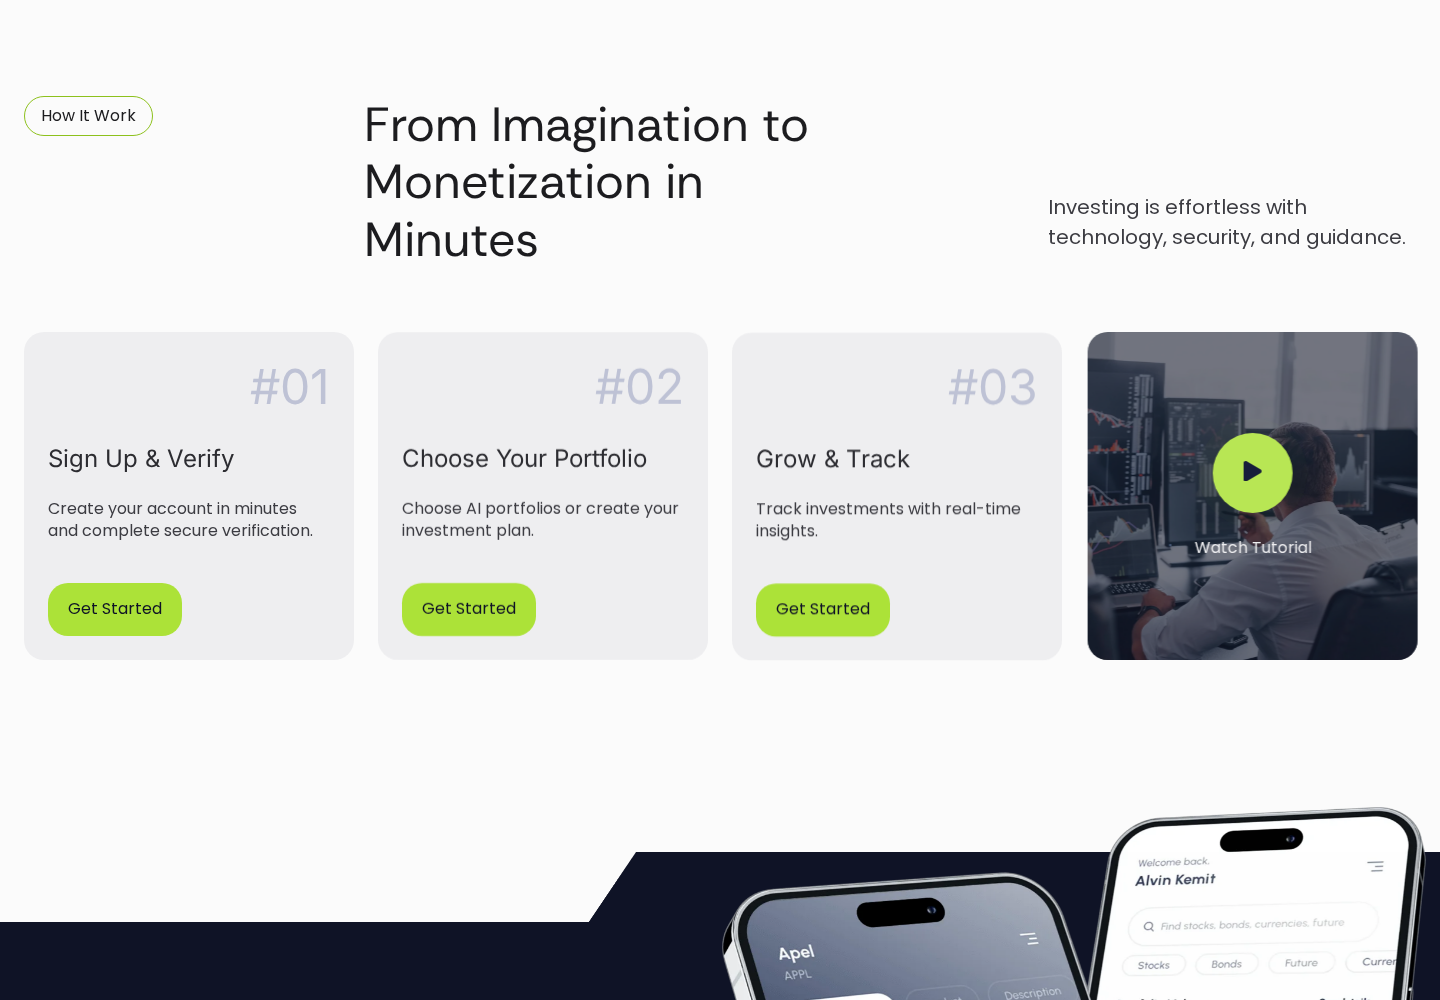 How It Work
From Imagination to
Monetization in
Minutes
Investing is effortless with
technology, security, and guidance.
#01
Sign Up & Verify
Create your account in minutes
and complete secure verification.
Get Started
#02
Choose Your Portfolio
Choose AI portfolios or create your
investment plan.
Get Started
#03
Grow & Track
Track investments with real-time
insights.
Get Started
Watch Tutorial
Welcome back,
Alvin Kemit
Find stocks, bonds, currencies, future
Stocks
Bonds
Future
Apel
APPL
Description